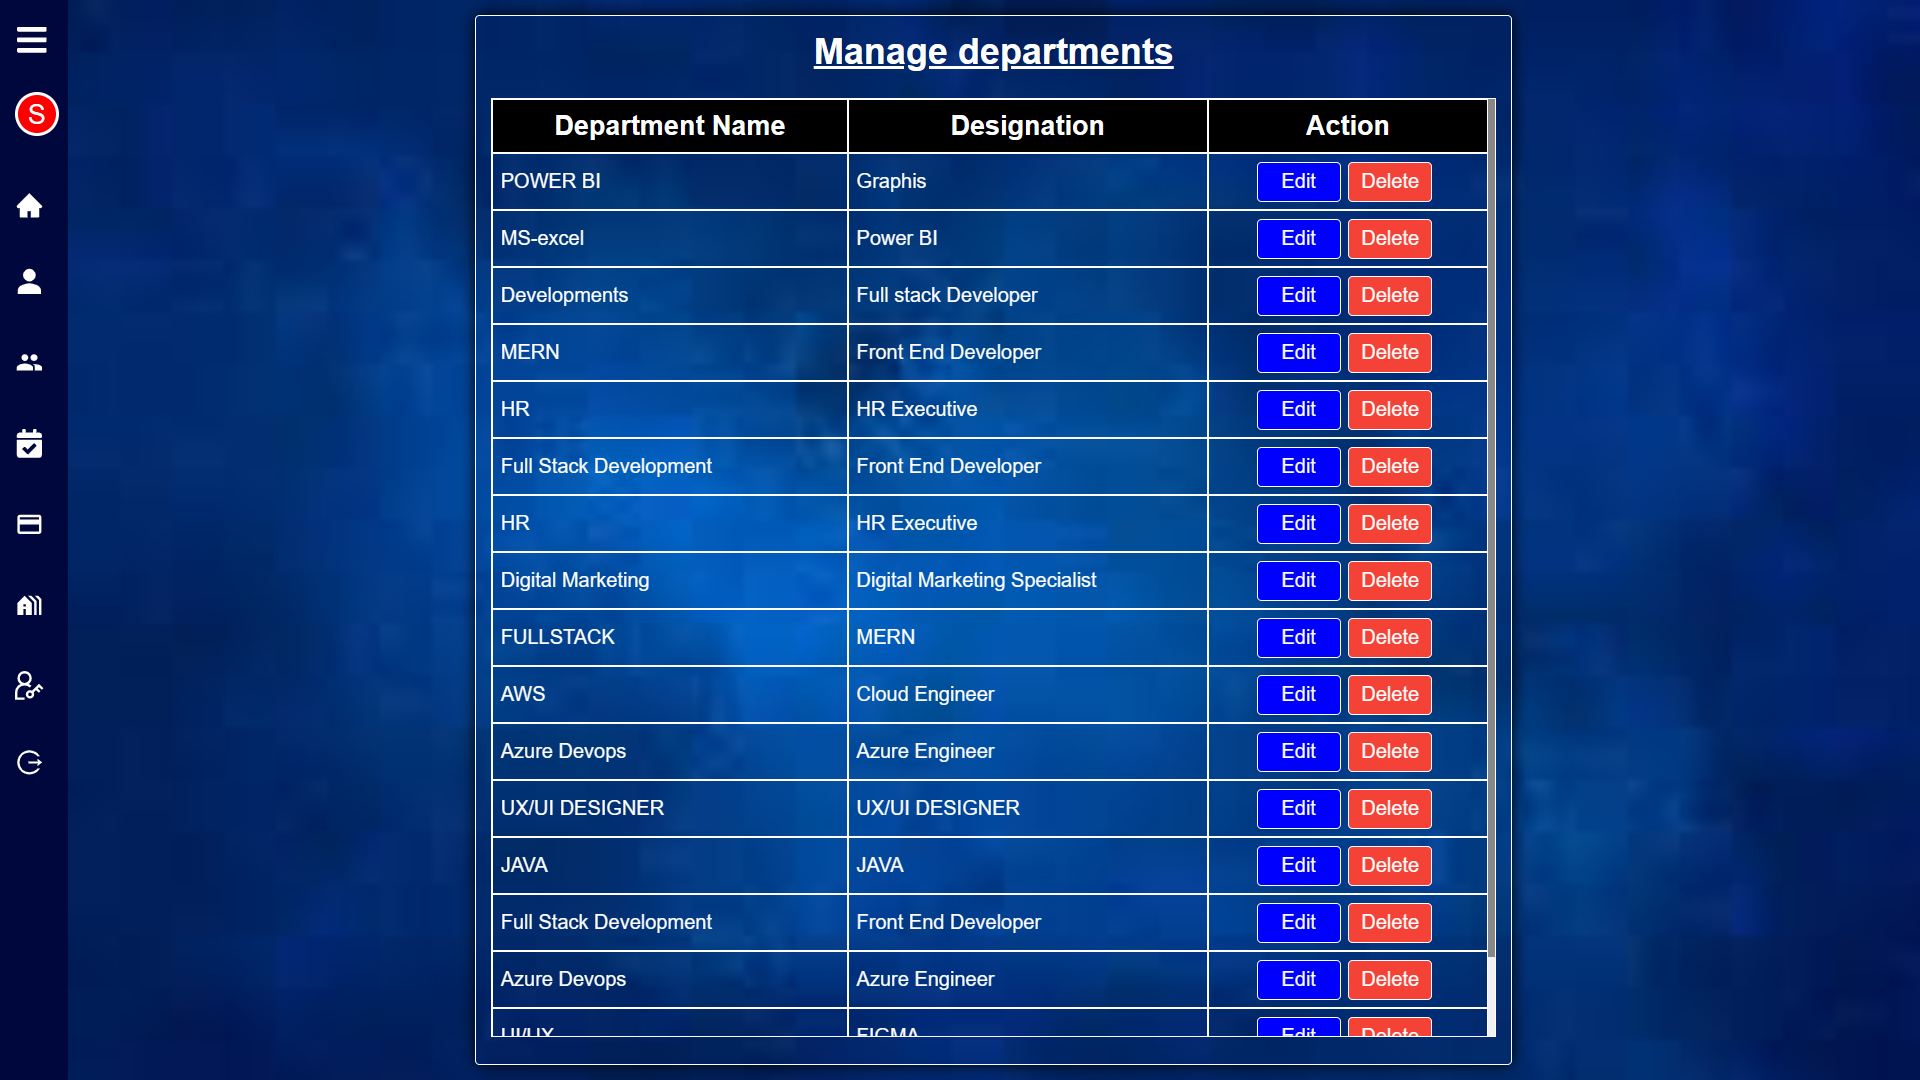 S
Manage departments
Department Name Designation Action
POWER BI Graphis Edit Delete
MS-excel Power BI Edit Delete
Developments Full stack Developer Edit Delete
MERN Front End Developer Edit Delete
HR HR Executive Edit Delete
Full Stack Development Front End Developer Edit Delete
HR HR Executive Edit Delete
Digital Marketing Digital Marketing Specialist Edit Delete
FULLSTACK MERN Edit Delete
AWS Cloud Engineer Edit Delete
Azure Devops Azure Engineer Edit Delete
UX/UI DESIGNER UX/UI DESIGNER Edit Delete
JAVA JAVA Edit Delete
Full Stack Development Front End Developer Edit Delete
Azure Devops Azure Engineer Edit Delete
UI/UX FIGMA Edit Delete